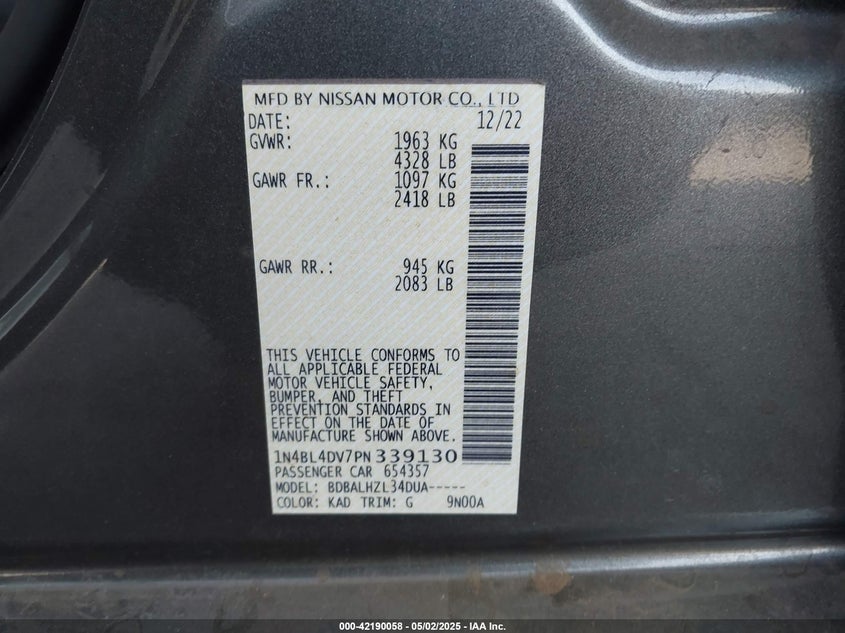 MFD BY NISSAN MOTOR CO., LTD
DATE: 12/22
GVWR: 1963 KG
4328 LB
GAWR FR.: 1097 KG
2418 LB
GAWR RR.: 945 KG
2083 LB
THIS VEHICLE CONFORMS TO
ALL APPLICABLE FEDERAL
MOTOR VEHICLE SAFETY,
BUMPER, AND THEFT
PREVENTION STANDARDS IN
EFFECT ON THE DATE OF
MANUFACTURE SHOWN ABOVE.
1N4BL4DV7PN 339130
PASSENGER CAR 654357
MODEL: BDBALHZL34DUA-----
COLOR: KAD TRIM: G 9N00A
000-42190058 - 05/02/2025 - IAA Inc.